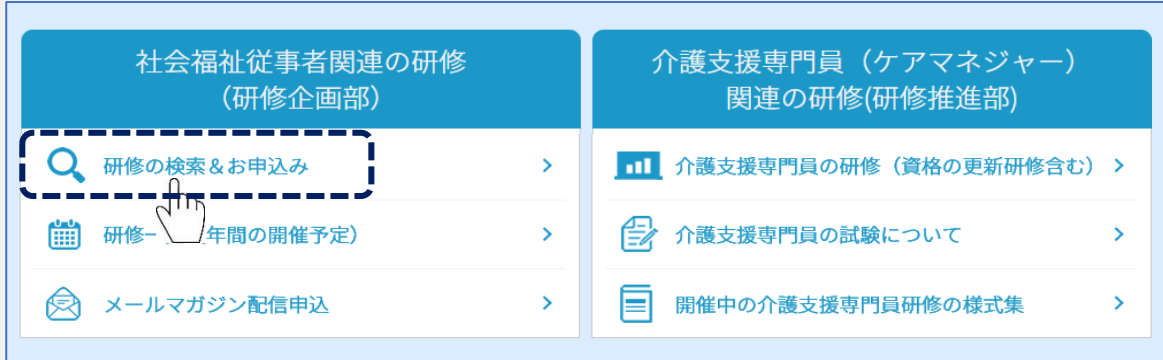 社会福祉従事者関連の研修
（研修企画部）
研修の検索＆お申込み
研修 年間の開催予定）
メールマガジン配信申込
介護支援専門員（ケアマネジャー）
関連の研修(研修推進部)
介護支援専門員の研修（資格の更新研修含む）
介護支援専門員の試験について
開催中の介護支援専門員研修の様式集